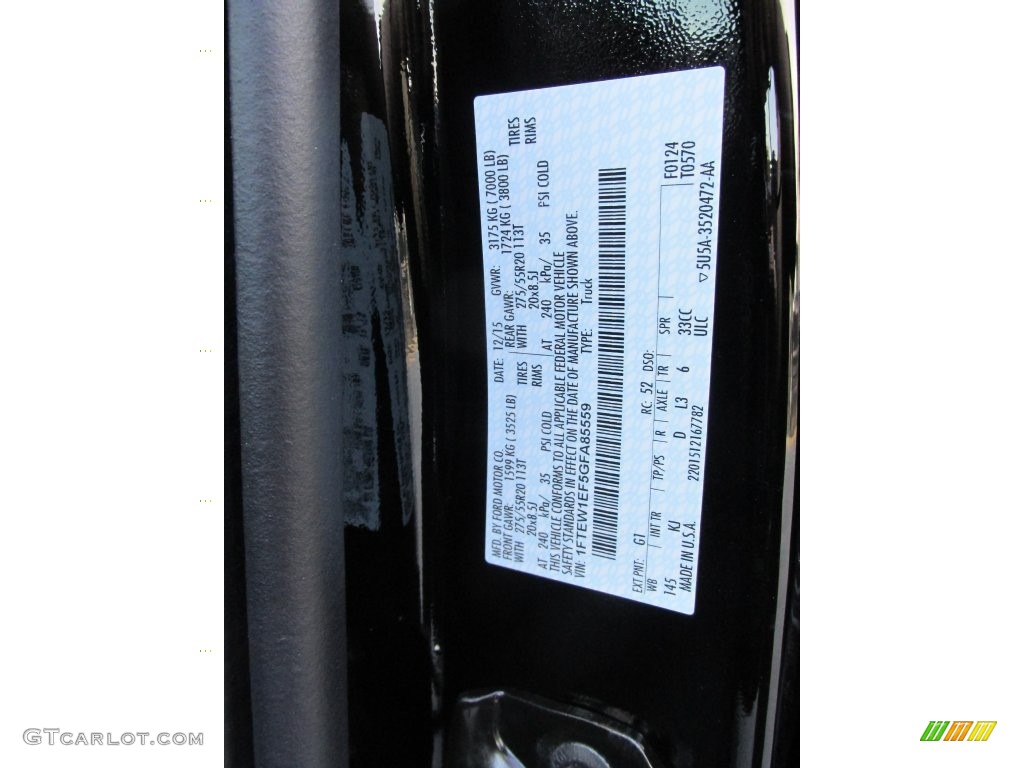 MFD. BY FORD MOTOR CO. DATE: 12/15 GVWR: 3175 KG ( 7000 LB)
FRONT GAWR: 1599 KG ( 3525 LB) REAR GAWR: 1724 KG ( 3800 LB)
WITH 275/55R20 113T TIRES WITH 275/55R20 113T TIRES
20x8.5J RIMS 20x8.5J RIMS
AT 240 kPa/ 35 PSI COLD AT 240 kPa/ 35 PSI COLD
THIS VEHICLE CONFORMS TO ALL APPLICABLE FEDERAL MOTOR VEHICLE
SAFETY STANDARDS IN EFFECT ON THE DATE OF MANUFACTURE SHOWN ABOVE.
VIN: 1FTEW1EF5GFA85559 TYPE: Truck
EXT PNT: G1 RC: 52 DSO: F0124
WB INT TR TP/PS R AXLE TR SPR T0570
145 KJ D L3 6 33CC
MADE IN U.S.A. 2201512167782 ULC ▽5U5A-3520472-AA
GTCARLOT.COM